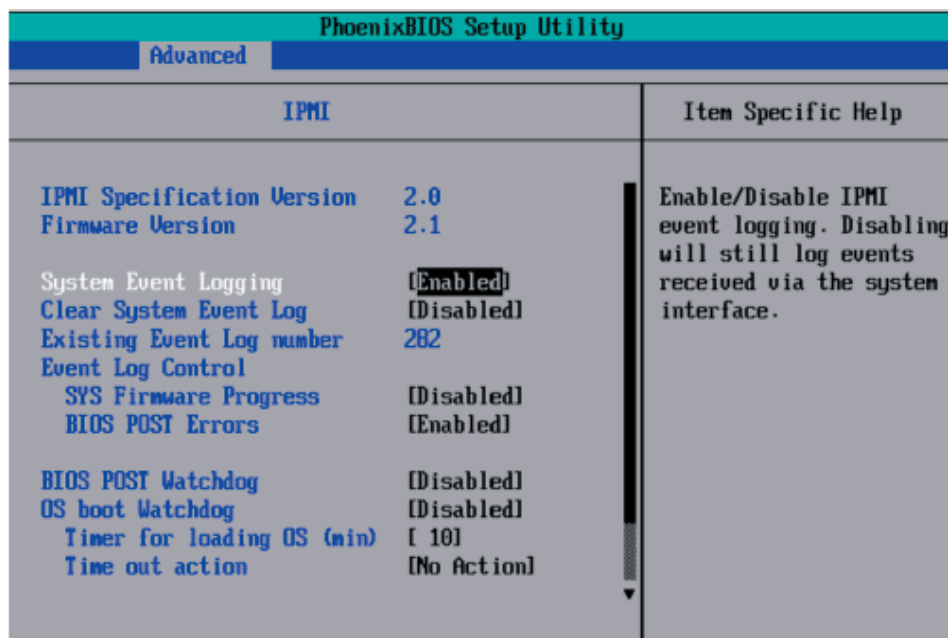 PhoenixBIOS Setup Utility
Advanced
IPMI
Item Specific Help
IPMI Specification Version 2.0
Firmware Version 2.1
System Event Logging [Enabled]
Clear System Event Log [Disabled]
Existing Event Log number 282
Event Log Control
SYS Firmware Progress [Disabled]
BIOS POST Errors [Enabled]
BIOS POST Watchdog [Disabled]
OS boot Watchdog [Disabled]
Timer for loading OS (min) [ 10]
Time out action [No Action]
Enable/Disable IPMI
event logging. Disabling
will still log events
received via the system
interface.